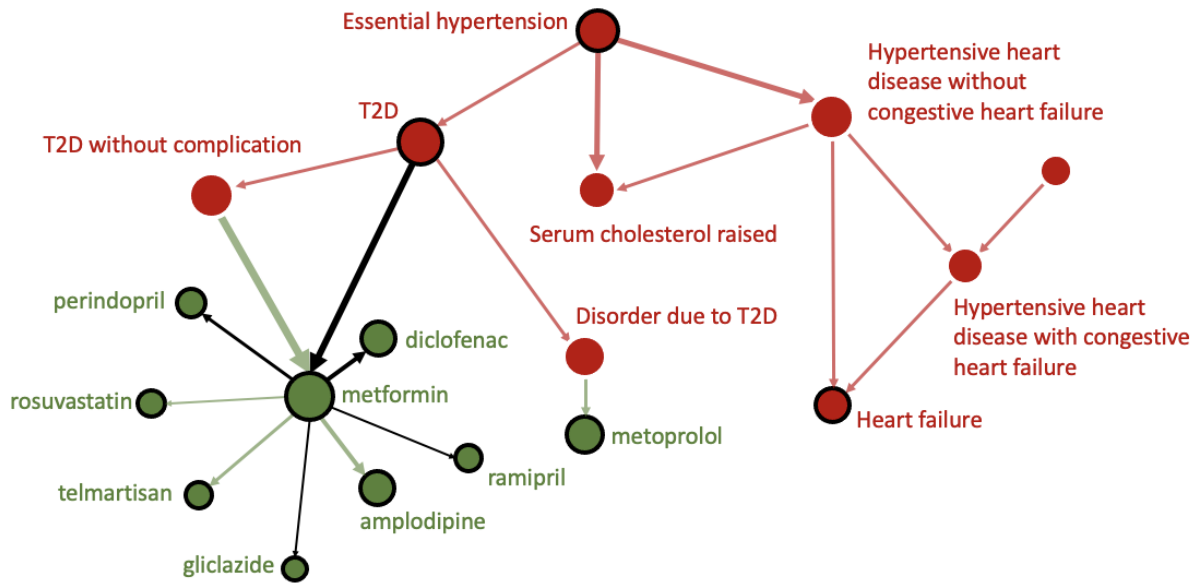 Essential hypertension
Hypertensive heart
disease without
congestive heart failure
T2D
T2D without complication
Serum cholesterol raised
perindopril
Disorder due to T2D
Hypertensive heart
disease with congestive
heart failure
diclofenac
metformin
rosuvastatin
Heart failure
metoprolol
ramipril
telmartisan
amplodipine
gliclazide